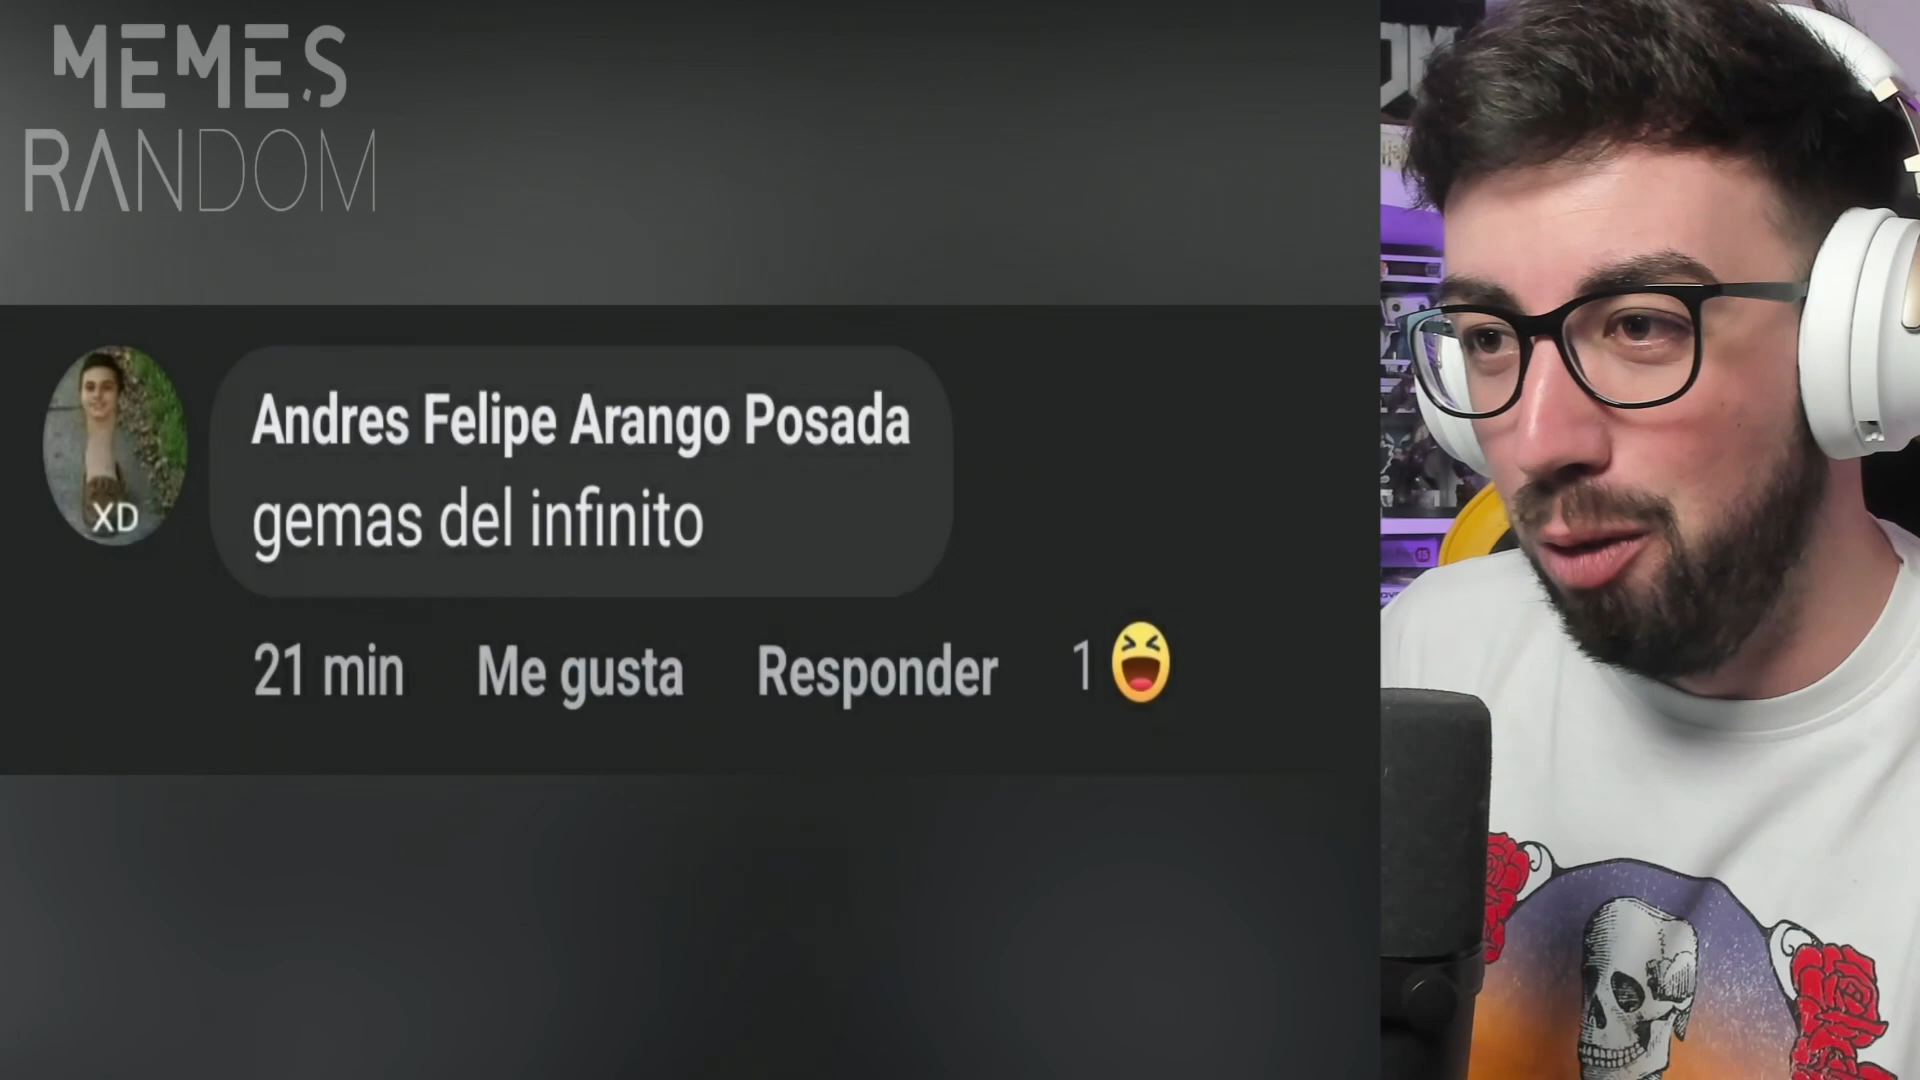 MEMES
RANDOM
XD
Andres Felipe Arango Posada
gemas del infinito
21 min Me gusta Responder 1